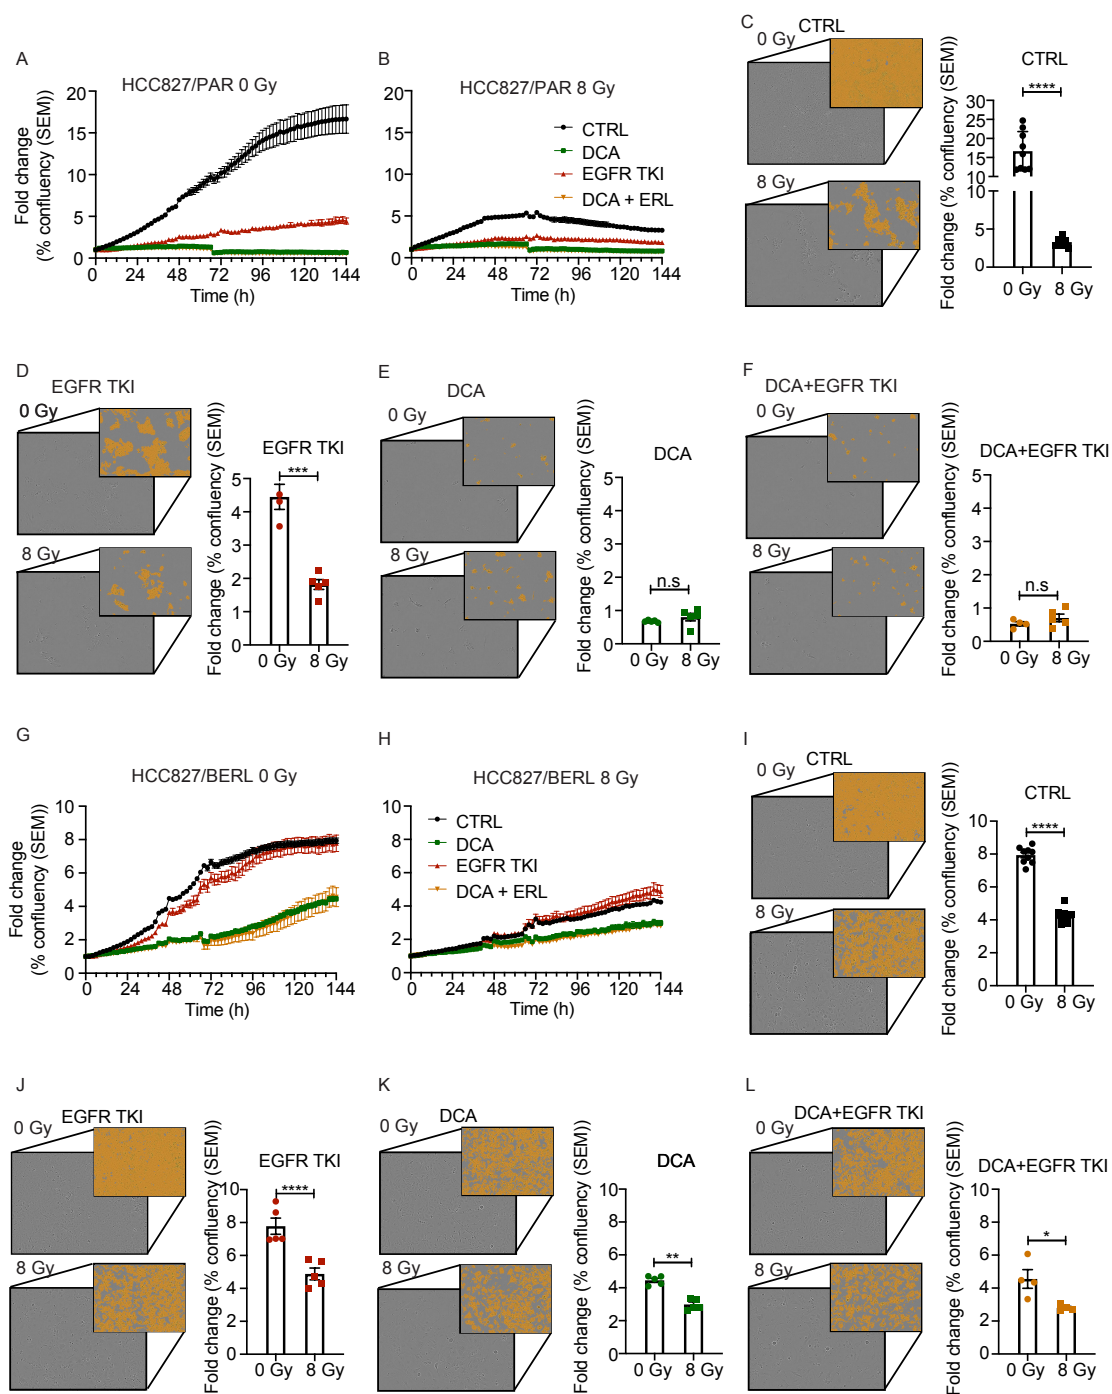 A
HCC827/PAR 0 Gy
Fold change
(% confluency (SEM))
20
15
10
5
0
0 24 48 72 96 120 144
Time (h)
B
HCC827/PAR 8 Gy
CTRL
DCA
EGFR TKI
DCA + ERL
20
15
10
5
0
0 24 48 72 96 120 144
Time (h)
C
CTRL
0 Gy
8 Gy
CTRL
****
Fold change (% confluency (SEM))
30
25
20
15
10
5
0
0 Gy 8 Gy
D
EGFR TKI
0 Gy
8 Gy
EGFR TKI
***
Fold change (% confluency (SEM))
5
4
3
2
1
0
0 Gy 8 Gy
E
DCA
0 Gy
8 Gy
DCA
n.s
Fold change (% confluency (SEM))
5
4
3
2
1
0
0 Gy 8 Gy
F
DCA+EGFR TKI
0 Gy
8 Gy
DCA+EGFR TKI
n.s
Fold change (% confluency (SEM))
5
4
3
2
1
0
0 Gy 8 Gy
G
HCC827/BERL 0 Gy
Fold change
(% confluency (SEM))
10
8
6
4
2
0
0 24 48 72 96 120 144
Time (h)
H
HCC827/BERL 8 Gy
CTRL
DCA
EGFR TKI
DCA + ERL
10
8
6
4
2
0
0 24 48 72 96 120 144
Time (h)
I
CTRL
0 Gy
8 Gy
CTRL
****
Fold change (% confluency (SEM))
10
8
6
4
2
0
0 Gy 8 Gy
J
EGFR TKI
0 Gy
8 Gy
EGFR TKI
****
Fold change (% confluency (SEM))
10
8
6
4
2
0
0 Gy 8 Gy
K
DCA
0 Gy
8 Gy
DCA
**
Fold change (% confluency (SEM))
10
8
6
4
2
0
0 Gy 8 Gy
L
DCA+EGFR TKI
0 Gy
8 Gy
DCA+EGFR TKI
*
Fold change (% confluency (SEM))
10
8
6
4
2
0
0 Gy 8 Gy